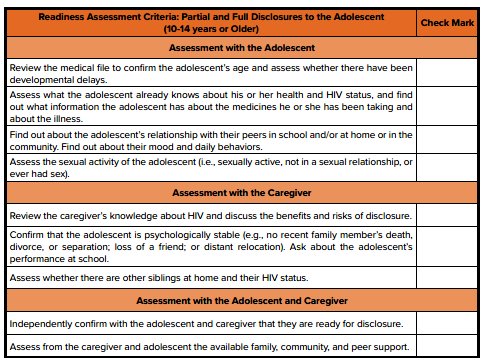 Readiness Assessment Criteria: Partial and Full Disclosures to the Adolescent
(10-14 years or Older)
Check Mark
Assessment with the Adolescent
Review the medical file to confirm the adolescent's age and assess whether there have been
developmental delays.
Assess what the adolescent already knows about his or her health and HIV status, and find
out what information the adolescent has about the medicines he or she has been taking and
about the illness.
Find out about the adolescent's relationship with their peers in school and/or at home or in the
community. Find out about their mood and daily behaviors.
Assess the sexual activity of the adolescent (i.e., sexually active, not in a sexual relationship, or
ever had sex).
Assessment with the Caregiver
Review the caregiver's knowledge about HIV and discuss the benefits and risks of disclosure.
Confirm that the adolescent is psychologically stable (e.g., no recent family member's death,
divorce, or separation; loss of a friend; or distant relocation). Ask about the adolescent's
performance at school.
Assess whether there are other siblings at home and their HIV status.
Assessment with the Adolescent and Caregiver
Independently confirm with the adolescent and caregiver that they are ready for disclosure.
Assess from the caregiver and adolescent the available family, community, and peer support.